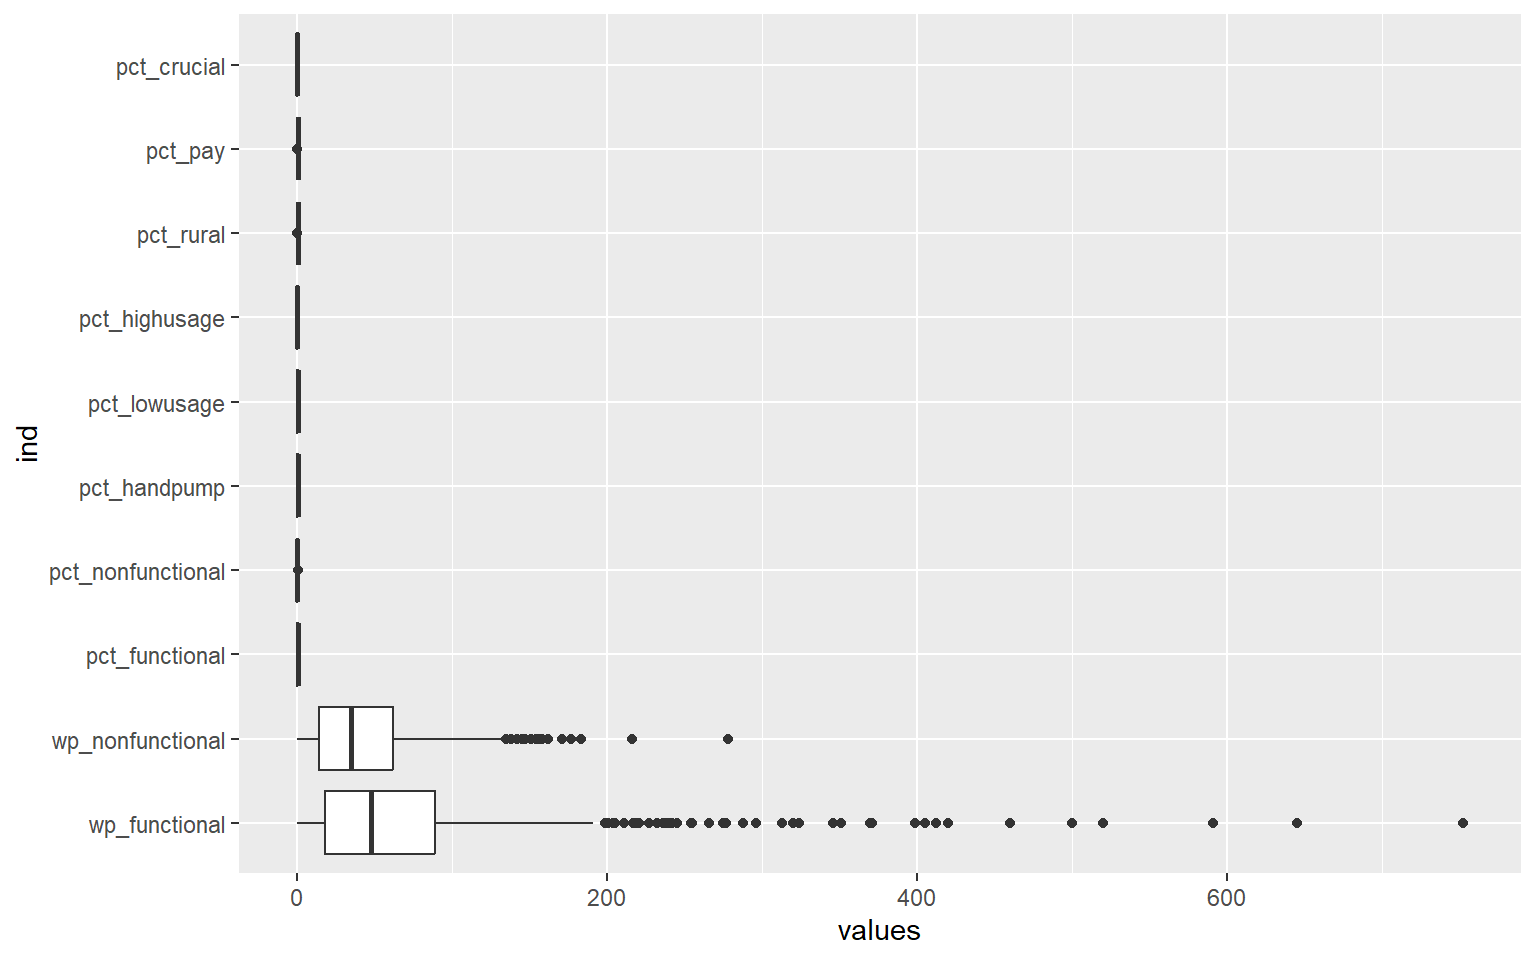 pct_crucial
pct_pay
pct_rural
pct_highusage
pct_lowusage
pct_handpump
pct_nonfunctional
pct_functional
wp_nonfunctional
wp_functional
ind
0 200 400 600
values